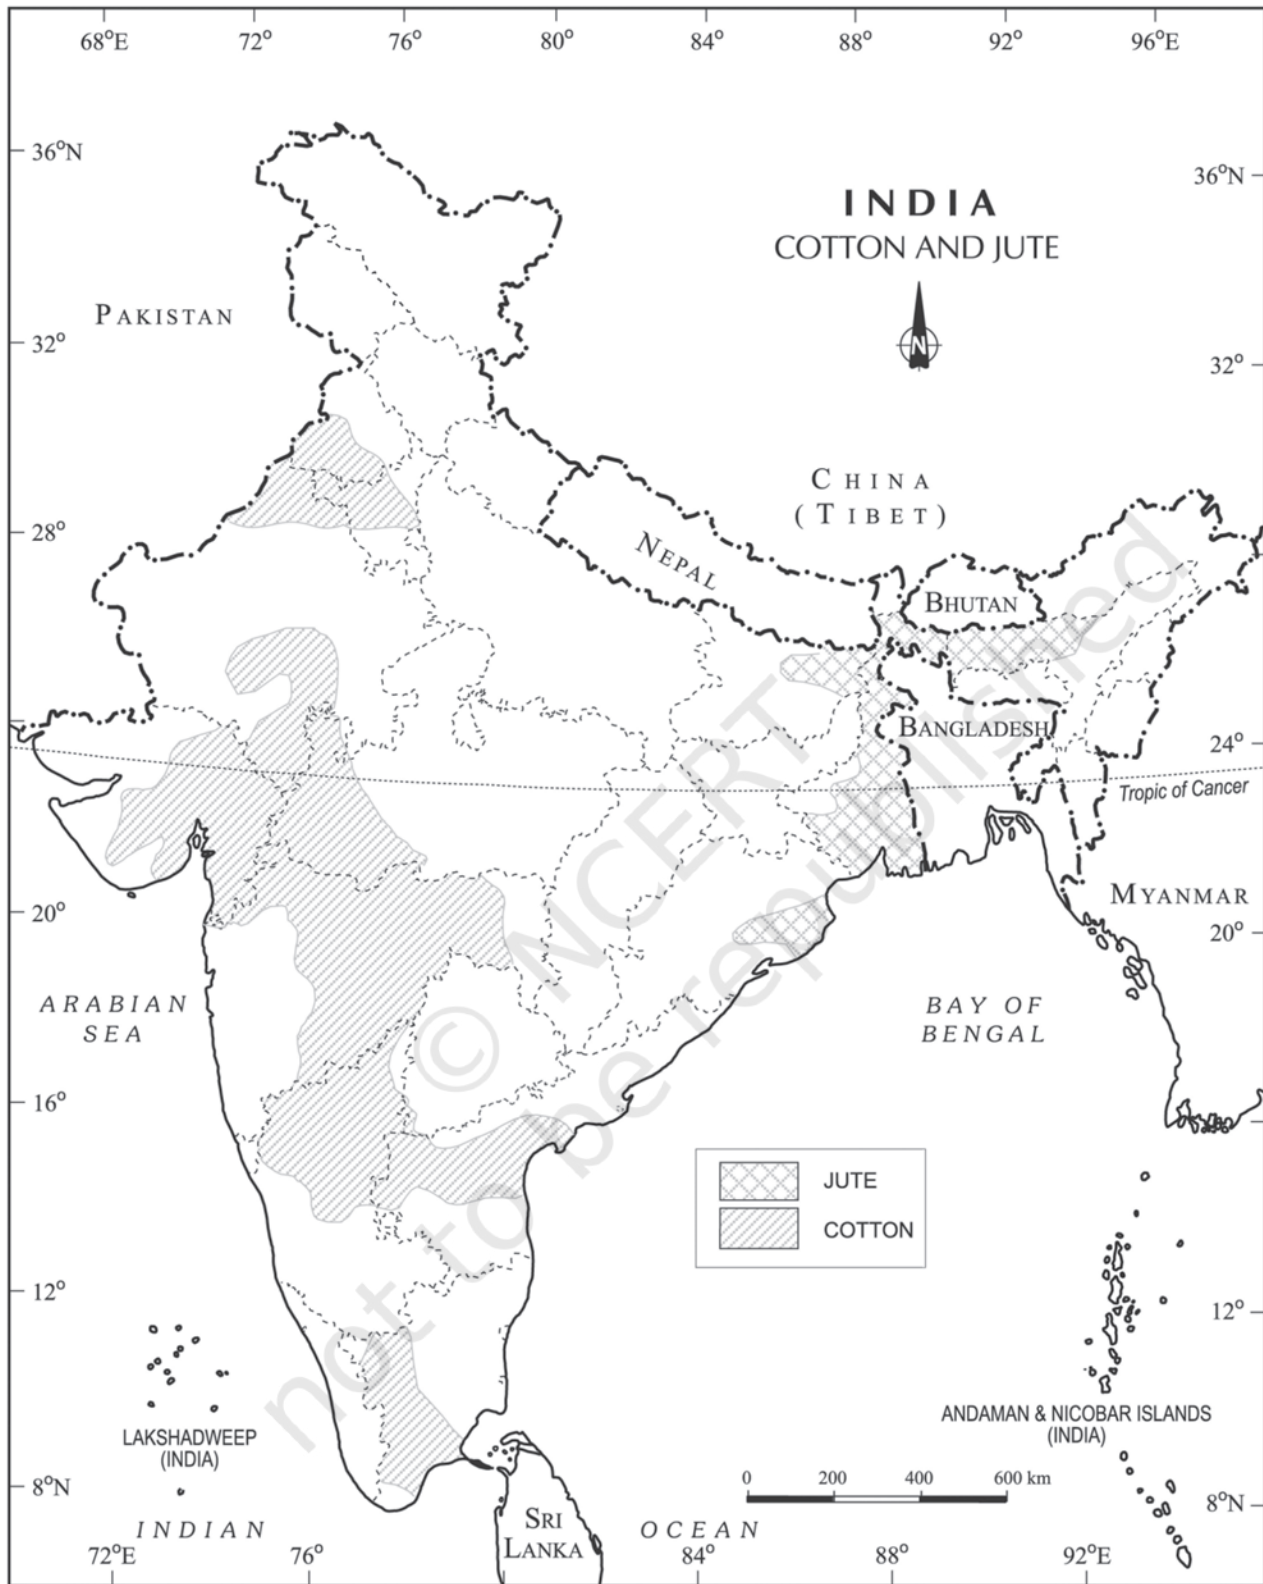 68°E 72° 76° 80° 84° 88° 92° 96°E
36°N
36°N
INDIA
COTTON AND JUTE
N
PAKISTAN
32°
32°
CHINA
(TIBET)
28°
NEPAL
BHUTAN
BANGLADESH
24°
Tropic of Cancer
MYANMAR
20°
20°
ARABIAN
SEA
BAY OF
BENGAL
16°
JUTE
COTTON
12°
12°
LAKSHADWEEP
(INDIA)
ANDAMAN & NICOBAR ISLANDS
(INDIA)
0 200 400 600 km
8°N
8°N
SRI
LANKA
INDIAN OCEAN
72°E 76° 84° 88° 92°E
© NCERT
not to be republished